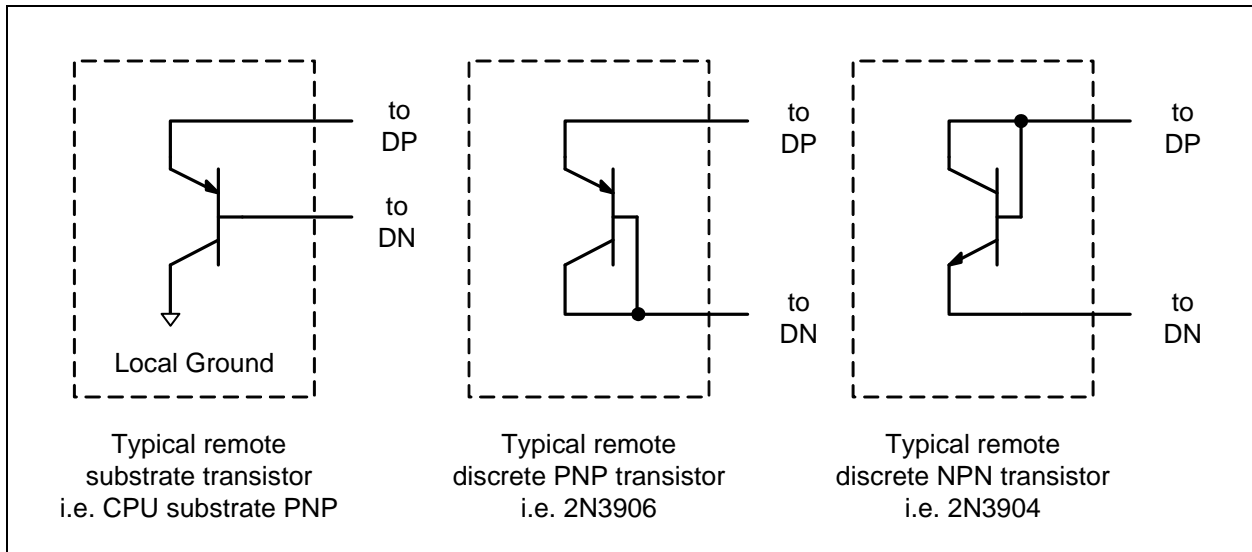 to
DP
to
DN
Local Ground
Typical remote
substrate transistor
i.e. CPU substrate PNP
to
DP
to
DN
Typical remote
discrete PNP transistor
i.e. 2N3906
to
DP
to
DN
Typical remote
discrete NPN transistor
i.e. 2N3904